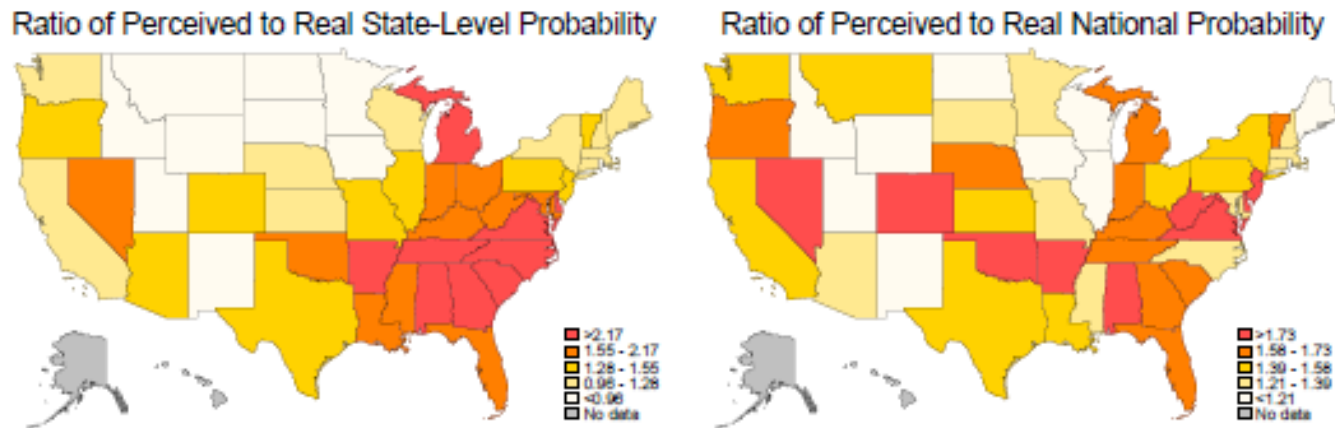 Ratio of Perceived to Real State-Level Probability
>2.17
1.55 - 2.17
1.28 - 1.55
0.96 - 1.28
<0.96
No data
Ratio of Perceived to Real National Probability
>1.73
1.58 - 1.73
1.39 - 1.58
1.21 - 1.39
<1.21
No data